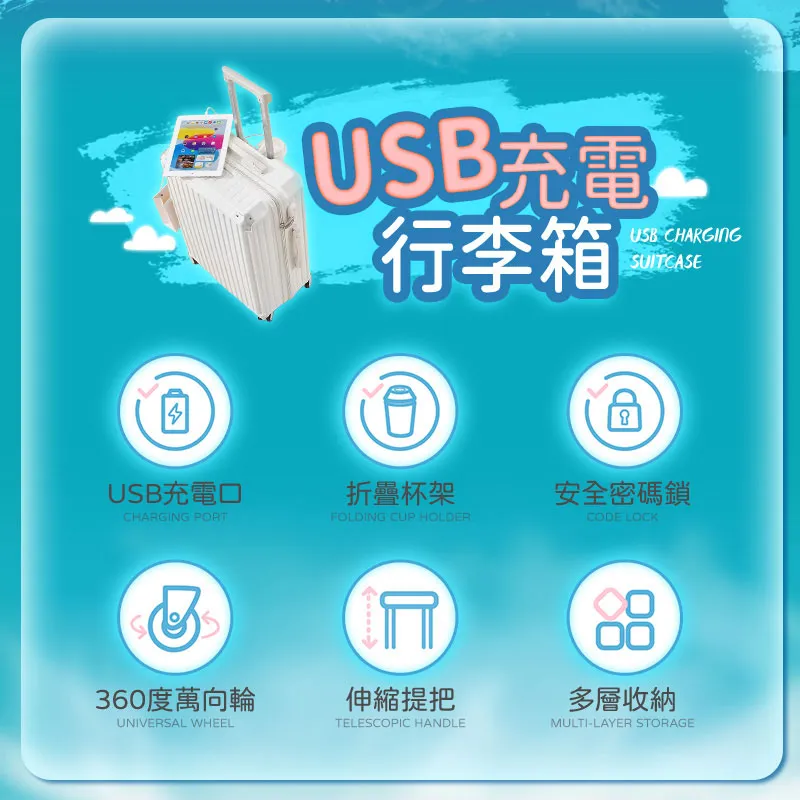 USB充電
行李箱
USB CHARGING
SUITCASE
USB充電口
CHARGING PORT
折疊杯架
FOLDING CUP HOLDER
安全密碼鎖
CODE LOCK
360度萬向輪
UNIVERSAL WHEEL
伸縮提把
TELESCOPIC HANDLE
多層收納
MULTI-LAYER STORAGE